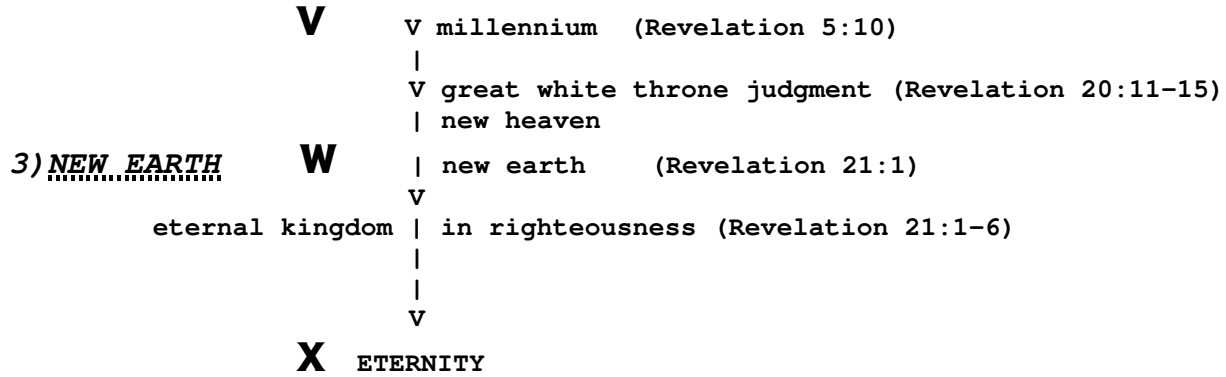 V V millennium (Revelation 5:10)
|
V great white throne judgment (Revelation 20:11-15)
| new heaven
3) NEW EARTH W | new earth (Revelation 21:1)
V
eternal kingdom | in righteousness (Revelation 21:1-6)
|
|
V
X ETERNITY